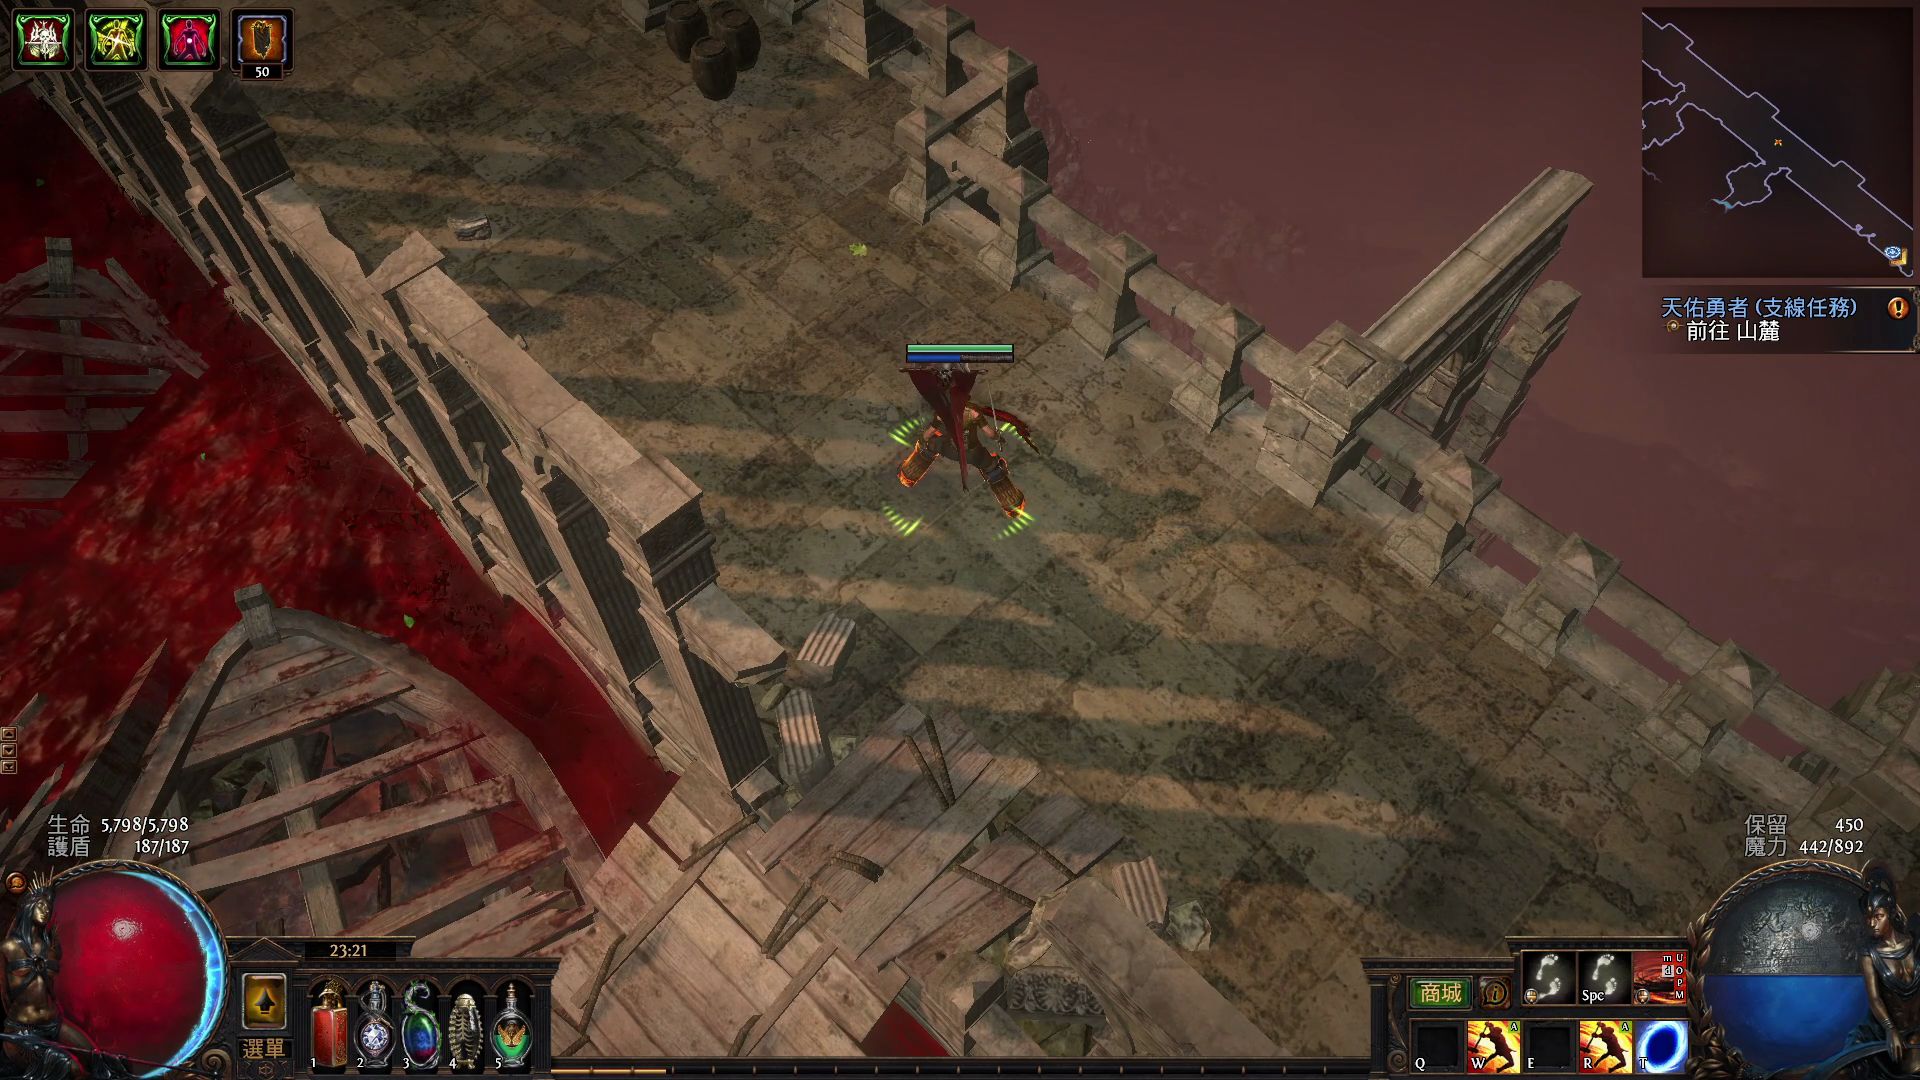 50
天佑勇者 (支線任務)
前往 山麓
生命 5,798/5,798
護盾 187/187
保留 450
魔力 442/892
23:21
選單
1 2 3 4 5
商城
Spc
m U
d O
P
M
A A
Q W E R T